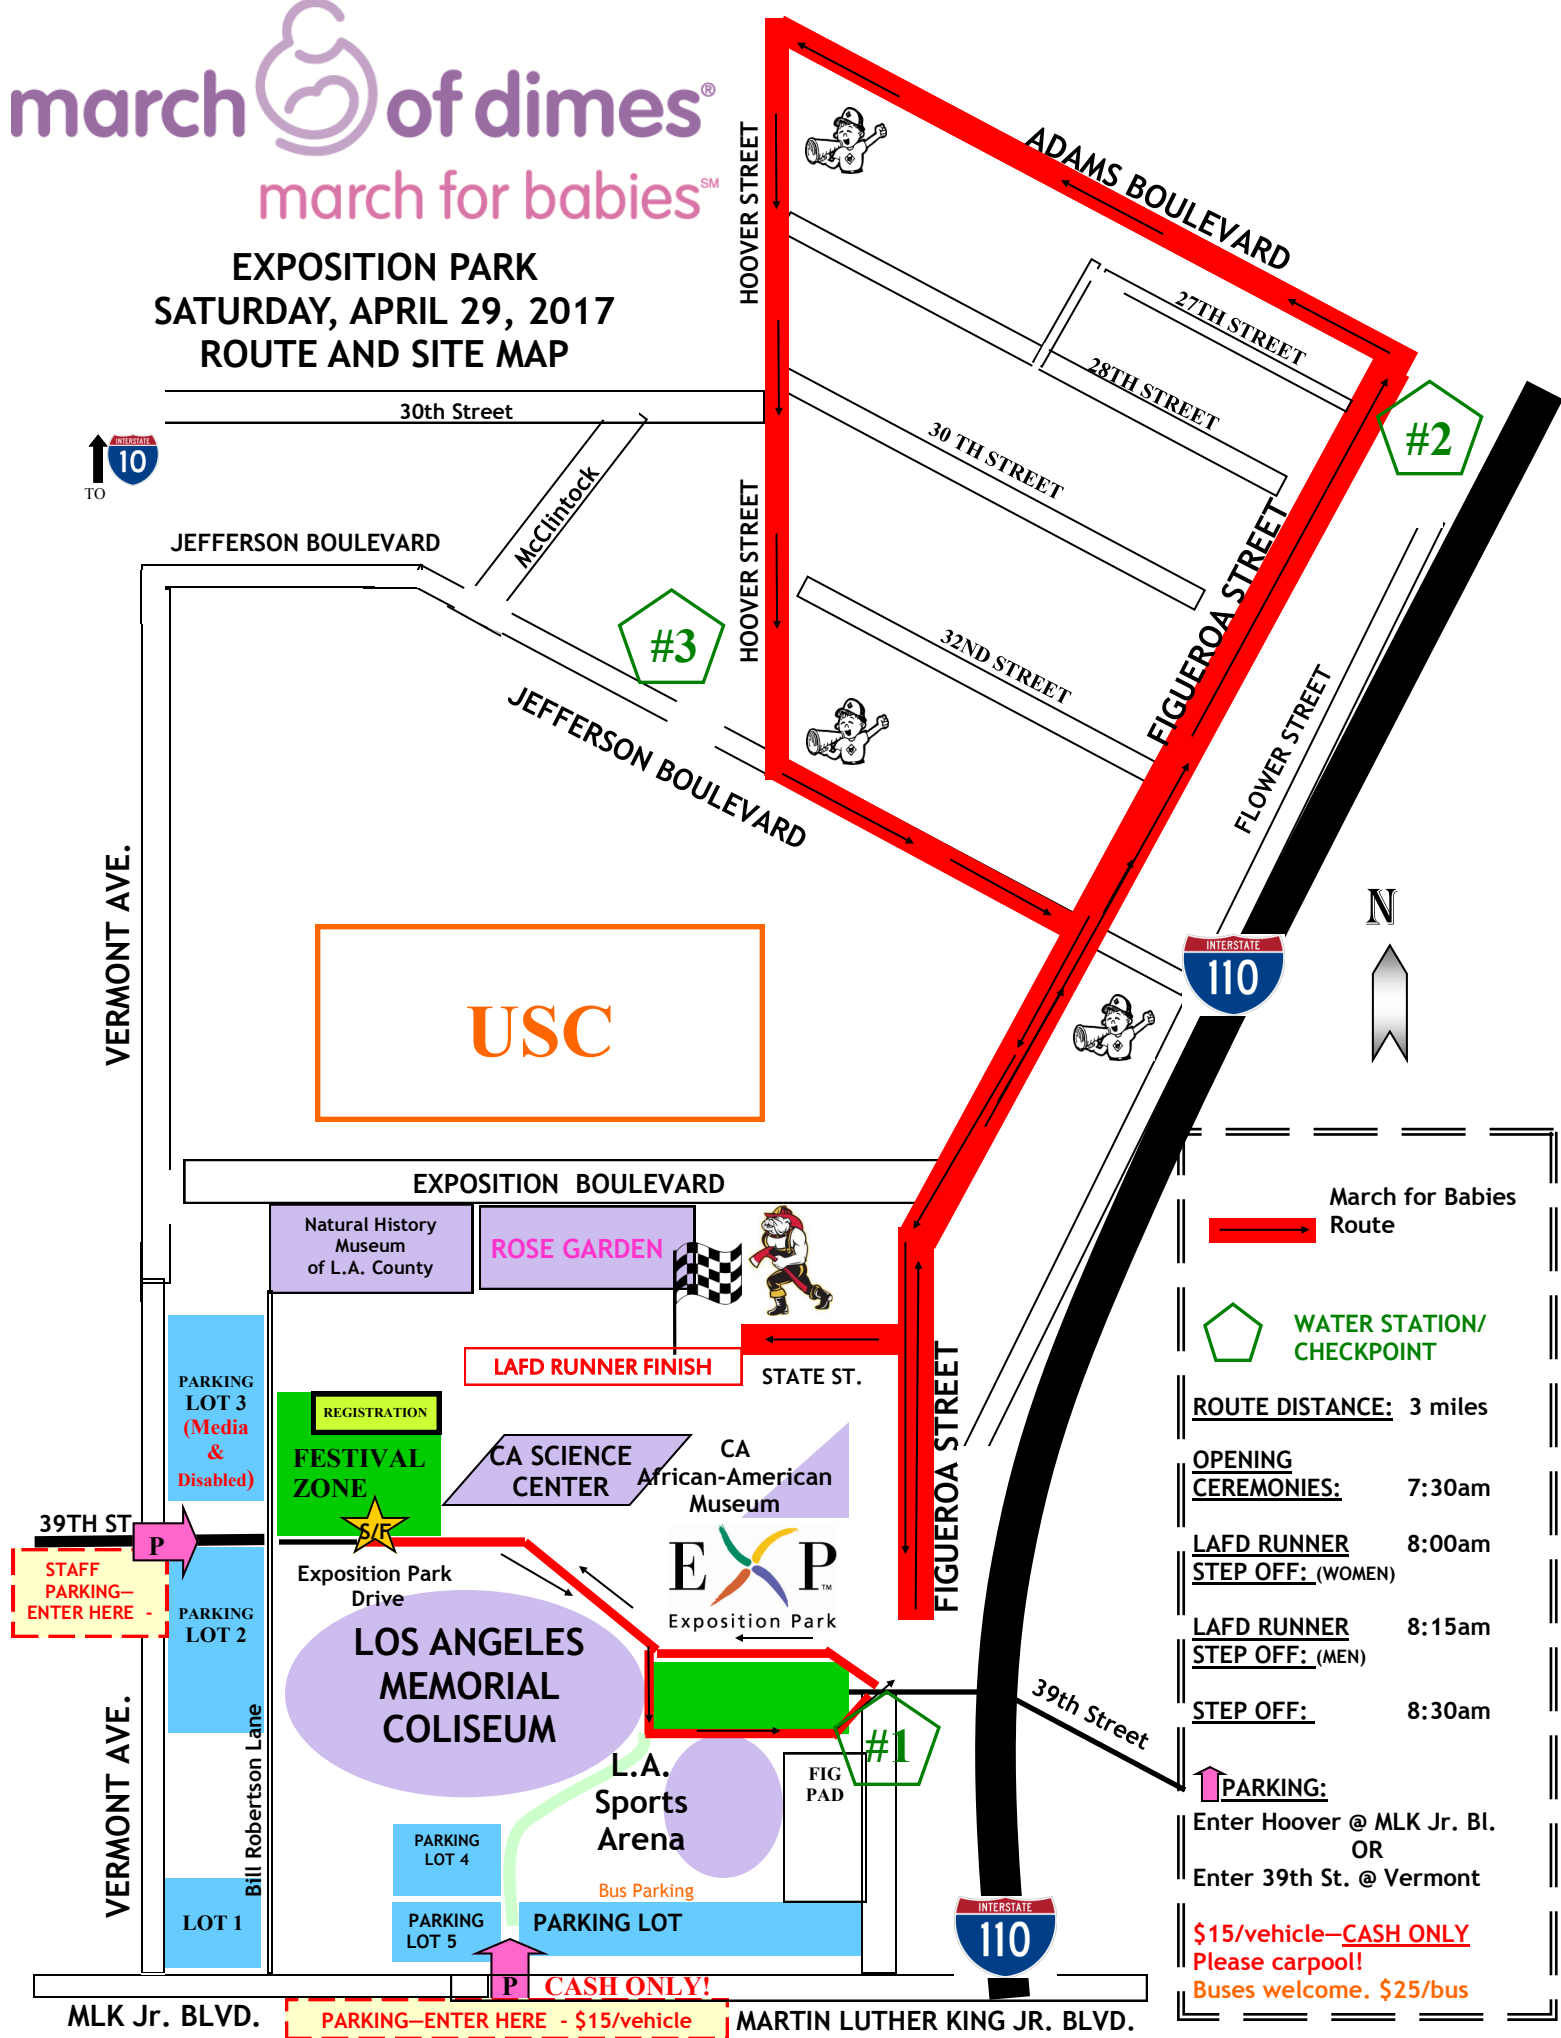 march of dimes®
march for babies℠
EXPOSITION PARK
SATURDAY, APRIL 29, 2017
ROUTE AND SITE MAP
HOOVER STREET
ADAMS BOULEVARD
27TH STREET
28TH STREET
30 TH STREET
32ND STREET
30th Street
INTERSTATE
10
TO
McClintock
JEFFERSON BOULEVARD
HOOVER STREET
#2
#3
JEFFERSON BOULEVARD
FIGUEROA STREET
FLOWER STREET
VERMONT AVE.
N
INTERSTATE
110
USC
EXPOSITION BOULEVARD
Natural History
Museum
of L.A. County
ROSE GARDEN
LAFD RUNNER FINISH
STATE ST.
FIGUEROA STREET
PARKING
LOT 3
(Media
&
Disabled)
REGISTRATION
FESTIVAL
ZONE
S/F
CA SCIENCE
CENTER
CA
African-American
Museum
EXP™
Exposition Park
39TH ST
P
STAFF
PARKING—
ENTER HERE -
PARKING
LOT 2
Exposition Park
Drive
LOS ANGELES
MEMORIAL
COLISEUM
#1
39th Street
L.A.
Sports
Arena
FIG
PAD
VERMONT AVE.
Bill Robertson Lane
PARKING
LOT 4
Bus Parking
LOT 1
PARKING
LOT 5
PARKING LOT
INTERSTATE
110
P
CASH ONLY!
MLK Jr. BLVD.
PARKING—ENTER HERE - $15/vehicle
MARTIN LUTHER KING JR. BLVD.
March for Babies
Route
WATER STATION/
CHECKPOINT
ROUTE DISTANCE: 3 miles
OPENING
CEREMONIES: 7:30am
LAFD RUNNER 8:00am
STEP OFF: (WOMEN)
LAFD RUNNER 8:15am
STEP OFF: (MEN)
STEP OFF: 8:30am
PARKING:
Enter Hoover @ MLK Jr. Bl.
OR
Enter 39th St. @ Vermont
$15/vehicle—CASH ONLY
Please carpool!
Buses welcome. $25/bus